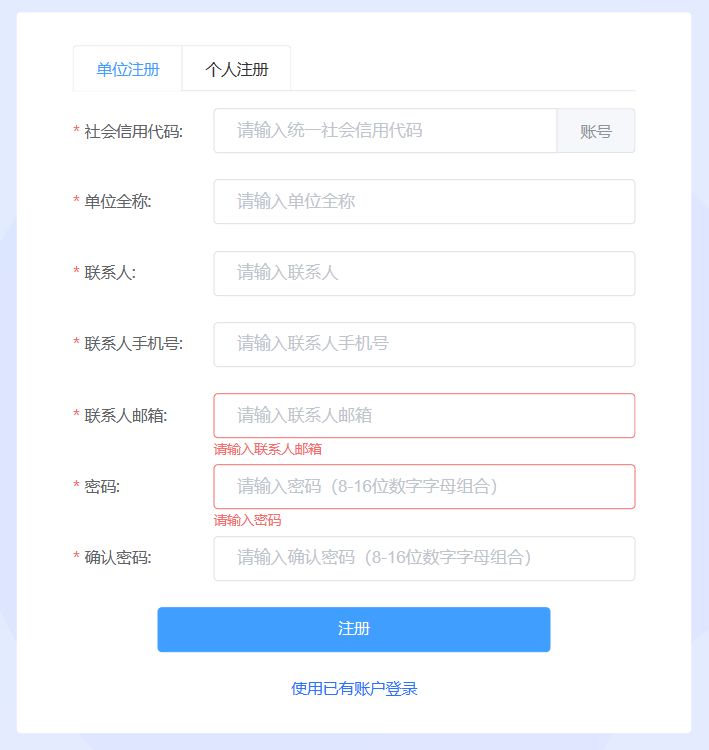 单位注册 个人注册
* 社会信用代码: 请输入统一社会信用代码 账号
* 单位全称: 请输入单位全称
* 联系人: 请输入联系人
* 联系人手机号: 请输入联系人手机号
* 联系人邮箱: 请输入联系人邮箱
请输入联系人邮箱
* 密码: 请输入密码（8-16位数字字母组合）
请输入密码
* 确认密码: 请输入确认密码（8-16位数字字母组合）
注册
使用已有账户登录